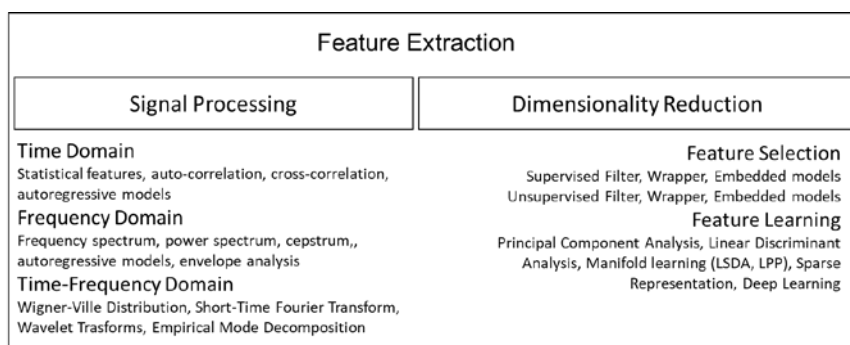 Feature Extraction
Signal Processing
Dimensionality Reduction
Time Domain
Statistical features, auto-correlation, cross-correlation,
autoregressive models
Frequency Domain
Frequency spectrum, power spectrum, cepstrum,,
autoregressive models, envelope analysis
Time-Frequency Domain
Wigner-Ville Distribution, Short-Time Fourier Transform,
Wavelet Trasforms, Empirical Mode Decomposition
Feature Selection
Supervised Filter, Wrapper, Embedded models
Unsupervised Filter, Wrapper, Embedded models
Feature Learning
Principal Component Analysis, Linear Discriminant
Analysis, Manifold learning (LSDA, LPP), Sparse
Representation, Deep Learning